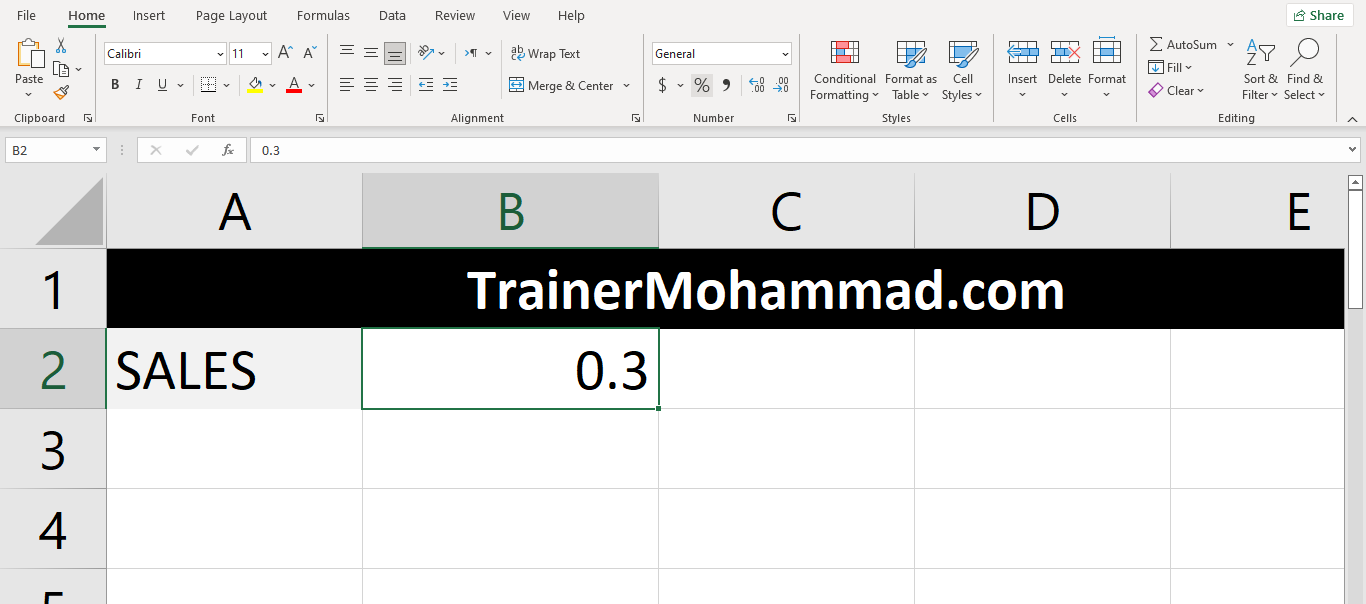 File Home Insert Page Layout Formulas Data Review View Help Share
Calibri 11 ab Wrap Text General AutoSum
Paste Conditional Formatting Format as Table Cell Styles Insert Delete Format Fill Sort & Filter Find & Select
B I U A Merge & Center $ % Clear
Clipboard Font Alignment Number Styles Cells Editing
B2 fx 0.3
A B C D E
1 TrainerMohammad.com
2 SALES 0.3
3
4
5